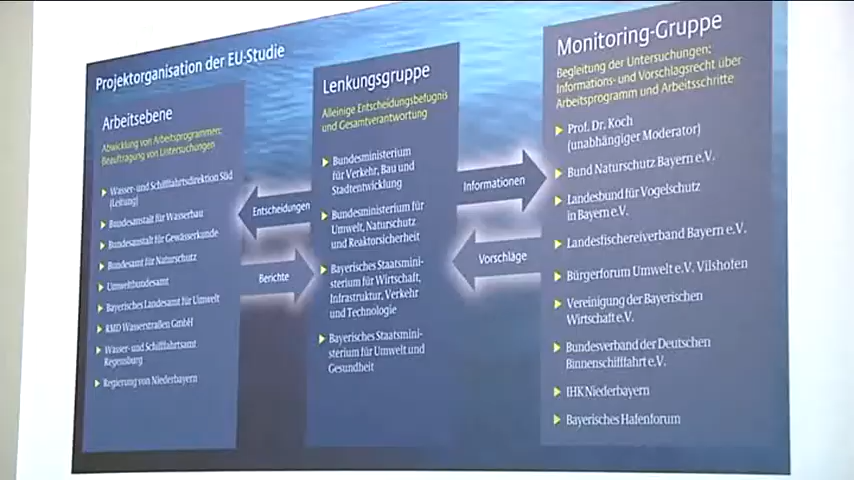 Projektorganisation der EU-Studie
Arbeitsebene
Abwicklung von Arbeitsprogrammen;
Beauftragung von Untersuchungen
Wasser- und Schifffahrtsdirektion Süd
(Leitung)
Bundesanstalt für Wasserbau
Bundesanstalt für Gewässerkunde
Bundesamt für Naturschutz
Umweltbundesamt
Bayerisches Landesamt für Umwelt
RMD Wasserstraßen GmbH
Wasser- und Schifffahrtsamt
Regensburg
Regierung von Niederbayern
Entscheidungen
Berichte
Lenkungsgruppe
Alleinige Entscheidungsbefugnis
und Gesamtverantwortung
Bundesministerium
für Verkehr, Bau und
Stadtentwicklung
Bundesministerium für
Umwelt, Naturschutz
und Reaktorsicherheit
Bayerisches Staatsmini-
sterium für Wirtschaft,
Infrastruktur, Verkehr
und Technologie
Bayerisches Staatsmini-
sterium für Umwelt und
Gesundheit
Informationen
Vorschläge
Monitoring-Gruppe
Begleitung der Untersuchungen;
Informations- und Vorschlagsrecht über
Arbeitsprogramm und Arbeitsschritte
Prof. Dr. Koch
(unabhängiger Moderator)
Bund Naturschutz Bayern e.V.
Landesbund für Vogelschutz
in Bayern e.V.
Landesfischereiverband Bayern e.V.
Bürgerforum Umwelt e.V. Vilshofen
Vereinigung der Bayerischen
Wirtschaft e.V.
Bundesverband der Deutschen
Binnenschifffahrt e.V.
IHK Niederbayern
Bayerisches Hafenforum